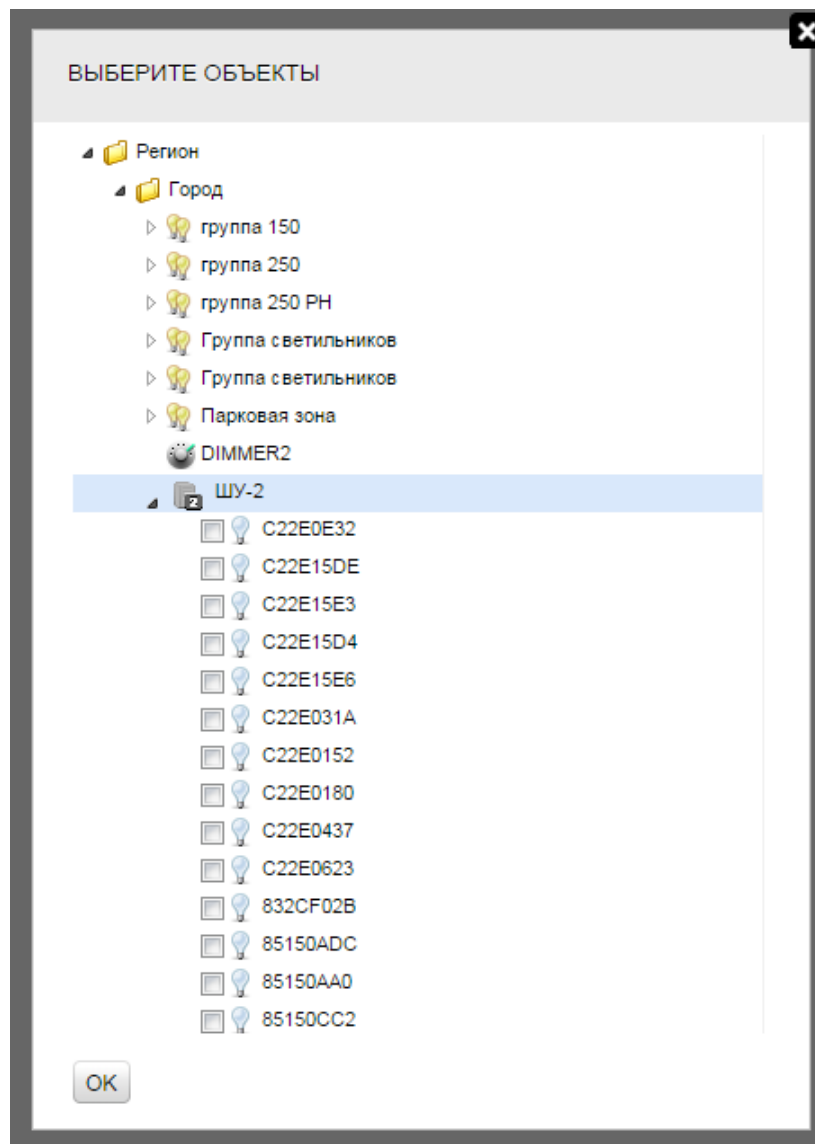 ВЫБЕРИТЕ ОБЪЕКТЫ
Регион
Город
группа 150
группа 250
группа 250 РН
Группа светильников
Группа светильников
Парковая зона
DIMMER2
ШУ-2
2
C22E0E32
C22E15DE
C22E15E3
C22E15D4
C22E15E6
C22E031A
C22E0152
C22E0180
C22E0437
C22E0623
832CF02B
85150ADC
85150AA0
85150CC2
OK